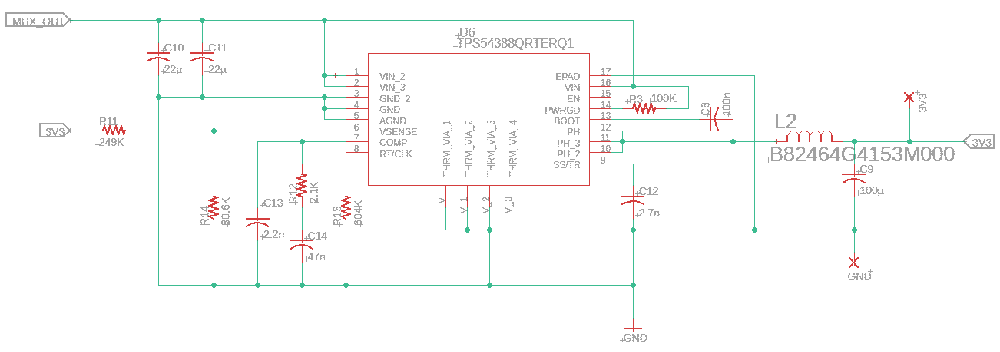 MUX_OUT
C10
22µ
C11
22µ
U6
TPS54388QRTERQ1
1
2
3
4
5
6
7
8
VIN_2
VIN_3
GND_2
GND
AGND
VSENSE
COMP
RT/CLK
THRM_VIA_1
THRM_VIA_2
THRM_VIA_3
THRM_VIA_4
EPAD
VIN
EN
PWRGD
BOOT
PH
PH_3
PH_2
SS/TR
17
16
15
14
13
12
11
10
9
R3
100K
C8
100n
3V3
L2
B82464G4153M000
3V3
3V3
R11
249K
C9
100µ
R14
80.6K
C13
2.2n
R12
2.1K
C14
47n
R13
604K
V
V_1
V_2
V_3
C12
2.7n
GND
GND